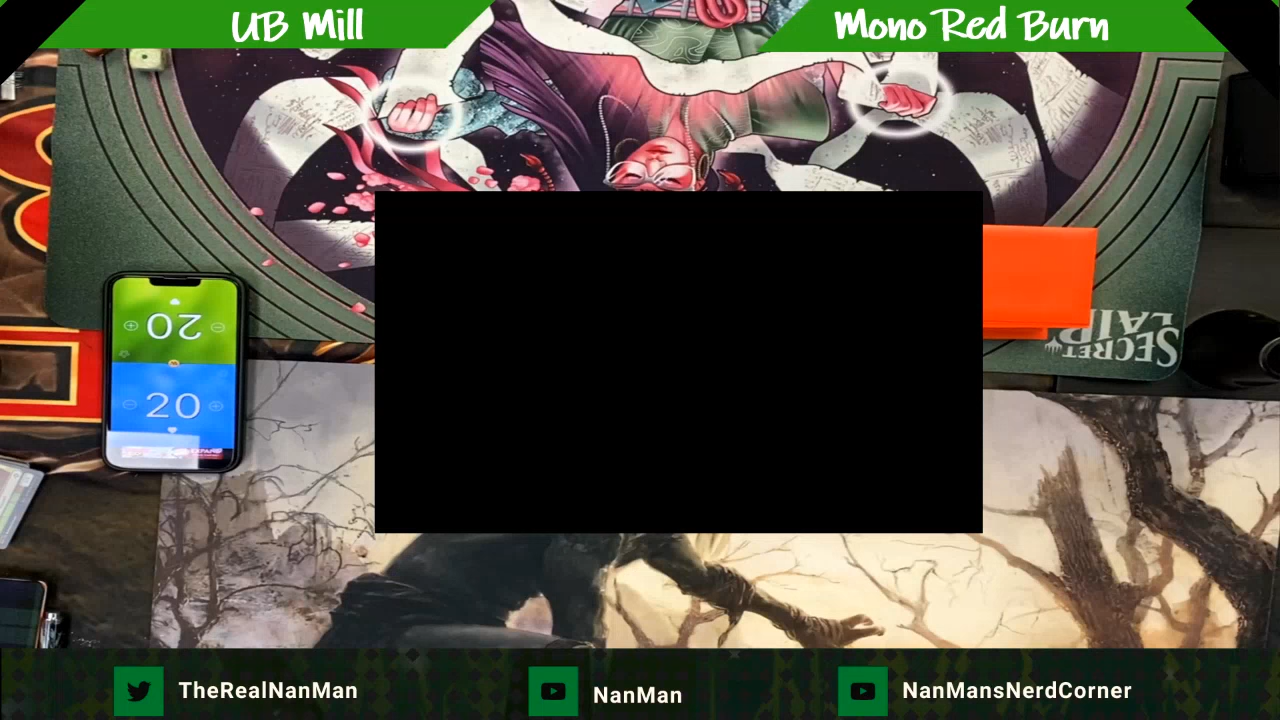 UB Mill
Mono Red Burn
20
20
SECRET
LAIR
TheRealNanMan
NanMan
NanMansNerdCorner